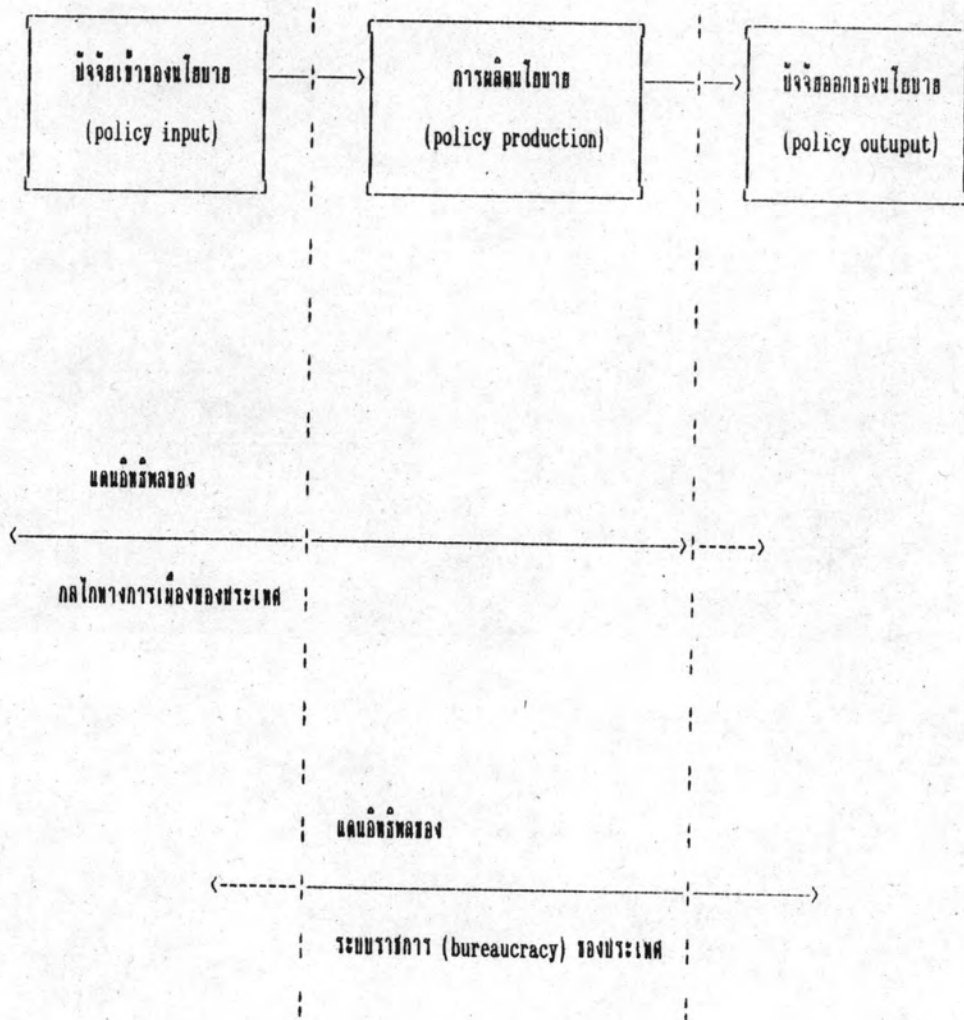 ปัจจัยเข้าของนโยบาย
(policy input)
การผลิตนโยบาย
(policy production)
ปัจจัยออกของนโยบาย
(policy outuput)
แดนอิทธิพลของ
กลไกทางการเมืองของประเทศ
แดนอิทธิพลของ
ระบบราชการ (bureaucracy) ของประเทศ